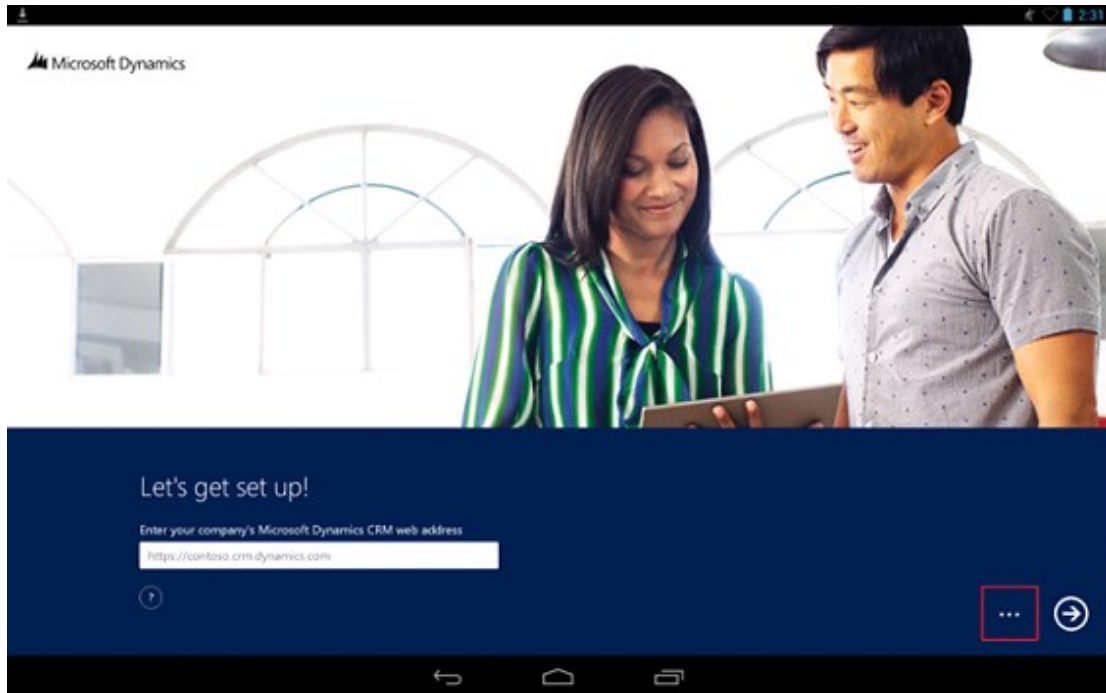 2:31
Microsoft Dynamics
Let's get set up!
Enter your company's Microsoft Dynamics CRM web address
https://contoso.crm.dynamics.com
?
...